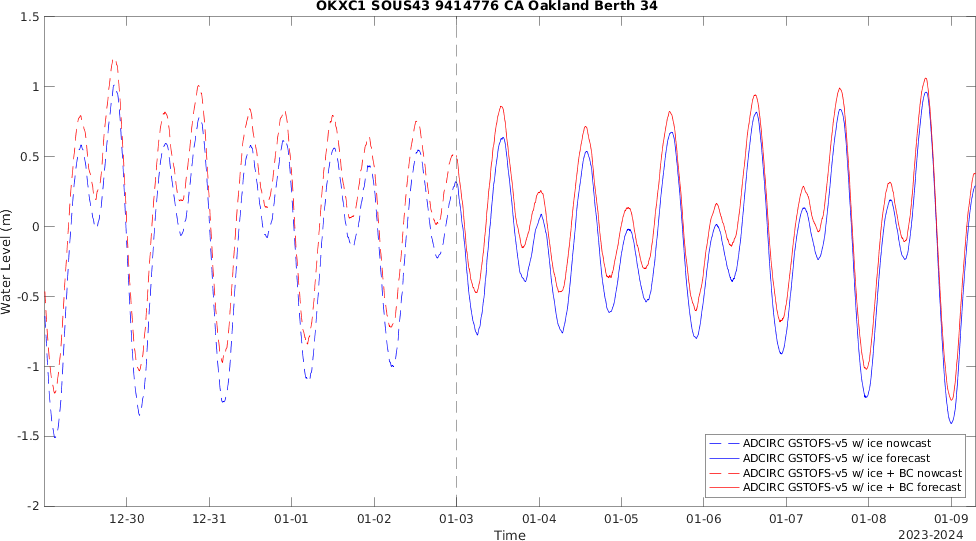 OKXC1 SOUS43 9414776 CA Oakland Berth 34
1.5
1
0.5
0
-0.5
-1
-1.5
-2
Water Level (m)
ADCIRC GSTOFS-v5 w/ ice nowcast
ADCIRC GSTOFS-v5 w/ ice forecast
ADCIRC GSTOFS-v5 w/ ice + BC nowcast
ADCIRC GSTOFS-v5 w/ ice + BC forecast
12-30 12-31 01-01 01-02 01-03 01-04 01-05 01-06 01-07 01-08 01-09
Time
2023-2024